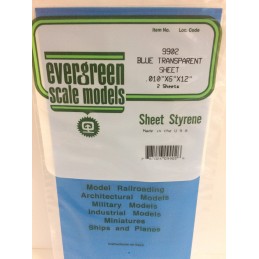 Item No. Loc Code
9902
BLUE TRANSPARENT
SHEET
.010"X6"X12"
2 Sheets
evergreen
scale models
Sheet Styrene
Made in the U.S.A.
Model Railroading
Architectural Models
Military Models
Industrial Models
Miniatures
Ships and Planes